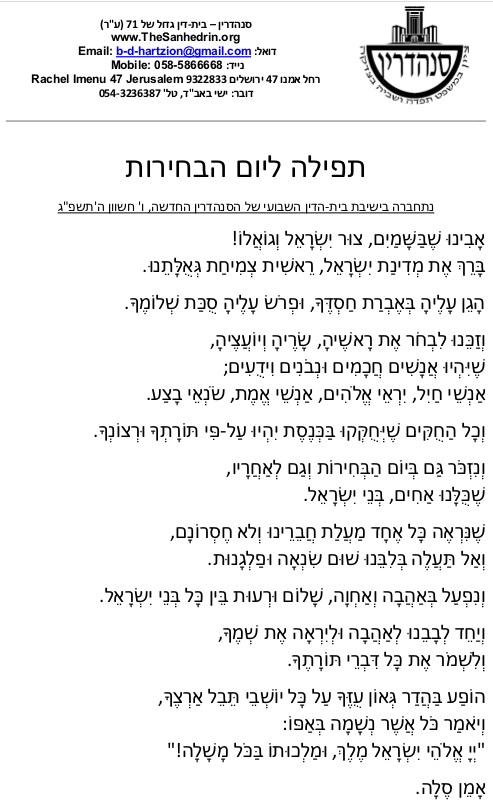 סנהדרין – בית-דין גדול של 71 (ע"ר)
www.TheSanhedrin.org
דואל: Email: b-d-hartzion@gmail.com
נייד: Mobile: 058-5866668
רחל אמנו 47 ירושלים Rachel Imenu 47 Jerusalem 9322833
דובר: ישי באב"ד, טל' 054-3236387
סנהדרין
ציון במשפט תפדה ושביה בצדקה
תפילה ליום הבחירות
נתחברה בישיבת בית-הדין השבועי של הסנהדרין החדשה, ו' חשוון ה'תשפ"ג
אָבִינוּ שֶׁבַּשָּׁמַיִם, צוּר יִשְׂרָאֵל וְגוֹאֲלוֹ!
בָּרֵךְ אֶת מְדִינַת יִשְׂרָאֵל, רֵאשִׁית צְמִיחַת גְּאֻלָּתֵנוּ.
הָגֵן עָלֶיהָ בְּאֶבְרַת חַסְדֶּךָ, וּפְרֹשׂ עָלֶיהָ סֻכַּת שְׁלוֹמֶךָ.
וְזַכֵּנוּ לִבְחֹר אֶת רָאשֶׁיהָ, שָׂרֶיהָ וְיוֹעֲצֶיהָ,
שֶׁיִּהְיוּ אֲנָשִׁים חֲכָמִים וּנְבֹנִים וִידֻעִים;
אַנְשֵׁי חַיִל, יִרְאֵי אֱלֹהִים, אַנְשֵׁי אֱמֶת, שֹׂנְאֵי בָצַע.
וְכָל הַחֻקִּים שֶׁיְּחֻקְּקוּ בַּכְּנֶסֶת יִהְיוּ עַל-פִּי תּוֹרָתְךָ וּרְצוֹנְךָ.
וְנִזְכֹּר גַּם בְּיוֹם הַבְּחִירוֹת וְגַם לְאַחֲרָיו,
שֶׁכֻּלָּנוּ אַחִים, בְּנֵי יִשְׂרָאֵל.
שֶׁנִּרְאֶה כָּל אֶחָד מַעֲלַת חֲבֵרֵינוּ וְלֹא חֶסְרוֹנָם,
וְאַל תַּעֲלֶה בְּלִבֵּנוּ שׁוּם שִׂנְאָה וּפַלְגָנוּת.
וְנִפְעַל בְּאַהֲבָה וְאַחְוָה, שָׁלוֹם וּרְעוּת בֵּין כָּל בְּנֵי יִשְׂרָאֵל.
וְיַחֵד לְבָבֵנוּ לְאַהֲבָה וּלְיִרְאָה אֶת שְׁמֶךָ,
וְלִשְׁמֹר אֶת כָּל דִּבְרֵי תּוֹרָתֶךָ.
הוֹפַע בַּהֲדַר גְּאוֹן עֻזֶּךָ עַל כָּל יוֹשְׁבֵי תֵּבֵל אַרְצֶךָ,
וְיֹאמַר כֹּל אֲשֶׁר נְשָׁמָה בְּאַפּוֹ:
"יְיָ אֱלֹהֵי יִשְׂרָאֵל מֶלֶךְ, וּמַלְכוּתוֹ בַּכֹּל מָשָׁלָה!"
אָמֵן סֶלָה.